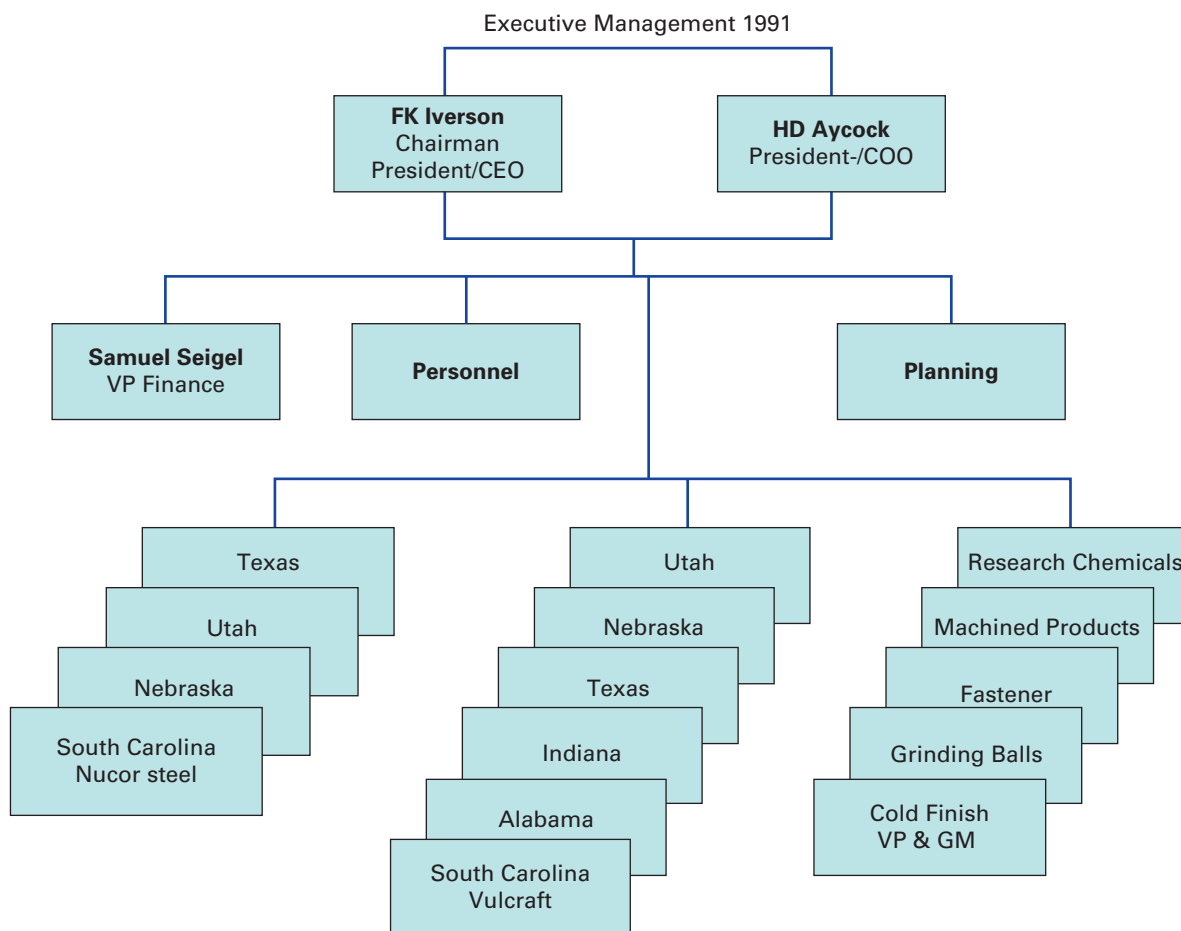 Executive Management 1991
FK Iverson
Chairman
President/CEO
HD Aycock
President-/COO
Samuel Seigel
VP Finance
Personnel
Planning
Texas
Utah
Nebraska
South Carolina
Nucor steel
Utah
Nebraska
Texas
Indiana
Alabama
South Carolina
Vulcraft
Research Chemicals
Machined Products
Fastener
Grinding Balls
Cold Finish
VP & GM